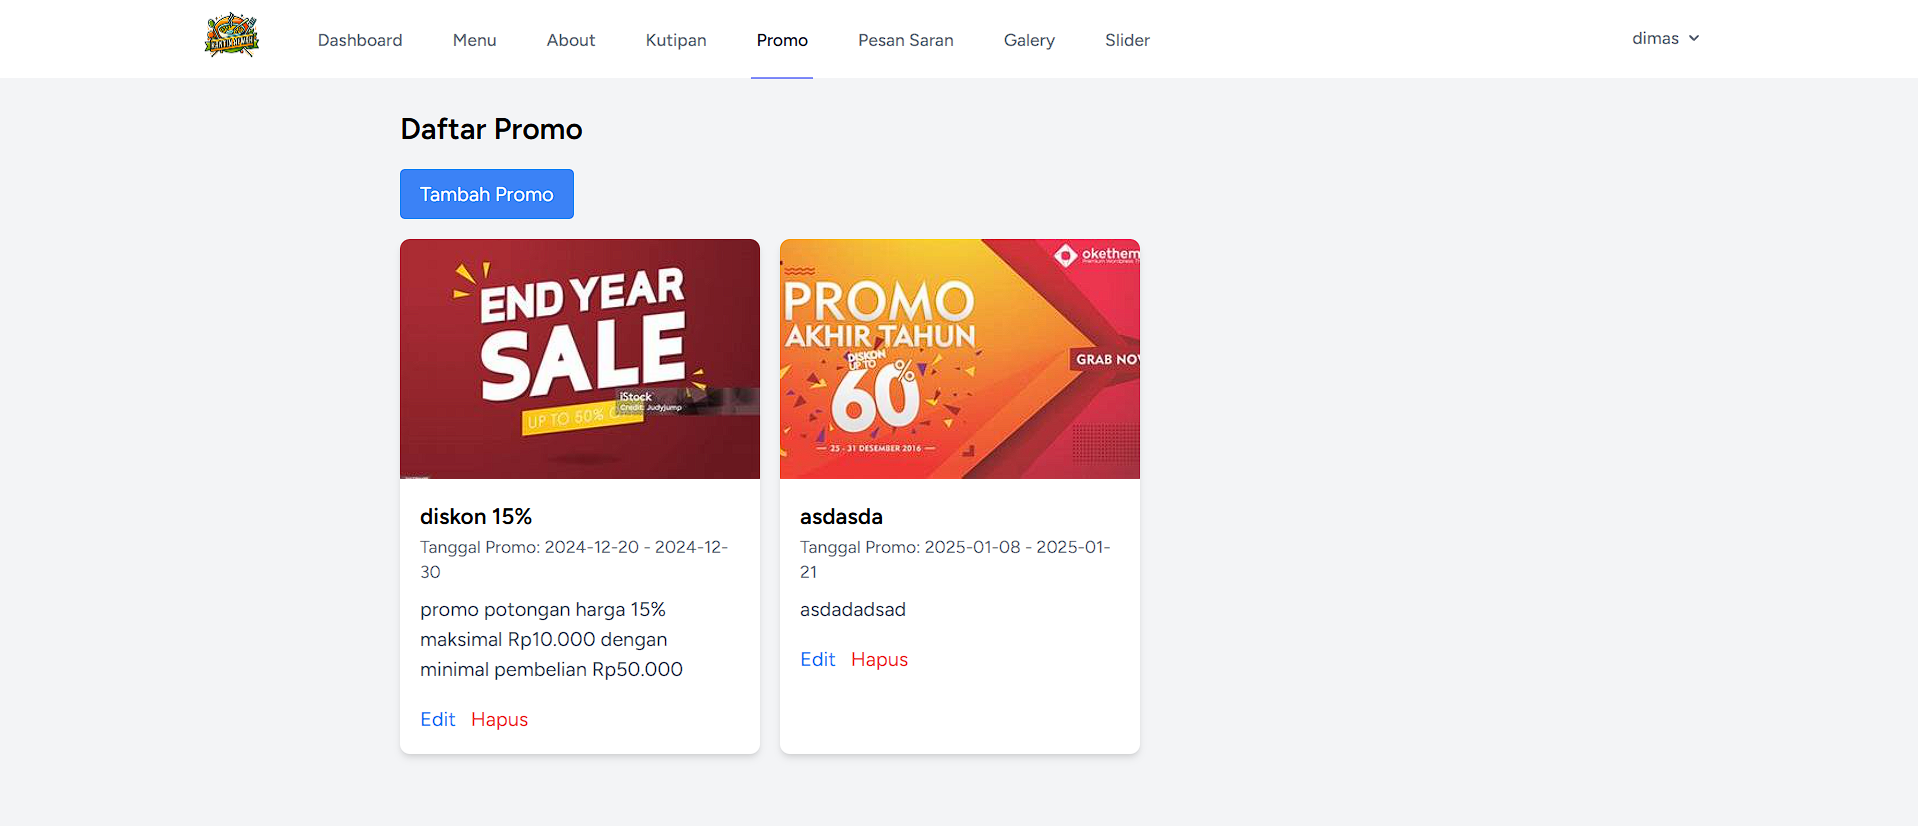 Dashboard Menu About Kutipan Promo Pesan Saran Galery Slider dimas
Daftar Promo
Tambah Promo
END YEAR
SALE
UP TO 50% O
iStock
Credit: Judyjump
okethem
Premium Wordpress T
PROMO
AKHIR TAHUN
DISKON
UP TO
60%
GRAB NOW
25 - 31 DESEMBER 2016
diskon 15%
Tanggal Promo: 2024-12-20 - 2024-12-
30
promo potongan harga 15%
maksimal Rp10.000 dengan
minimal pembelian Rp50.000
Edit Hapus
asdasda
Tanggal Promo: 2025-01-08 - 2025-01-
21
asdadadsad
Edit Hapus